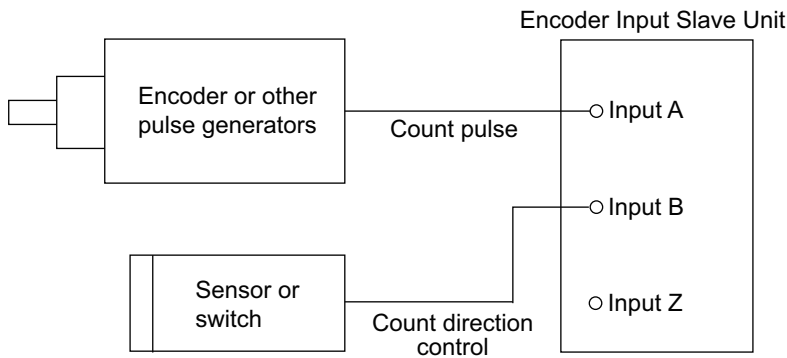 Encoder Input Slave Unit
Encoder or other
pulse generators
Count pulse
Input A
Input B
Sensor or
switch
Count direction
control
Input Z